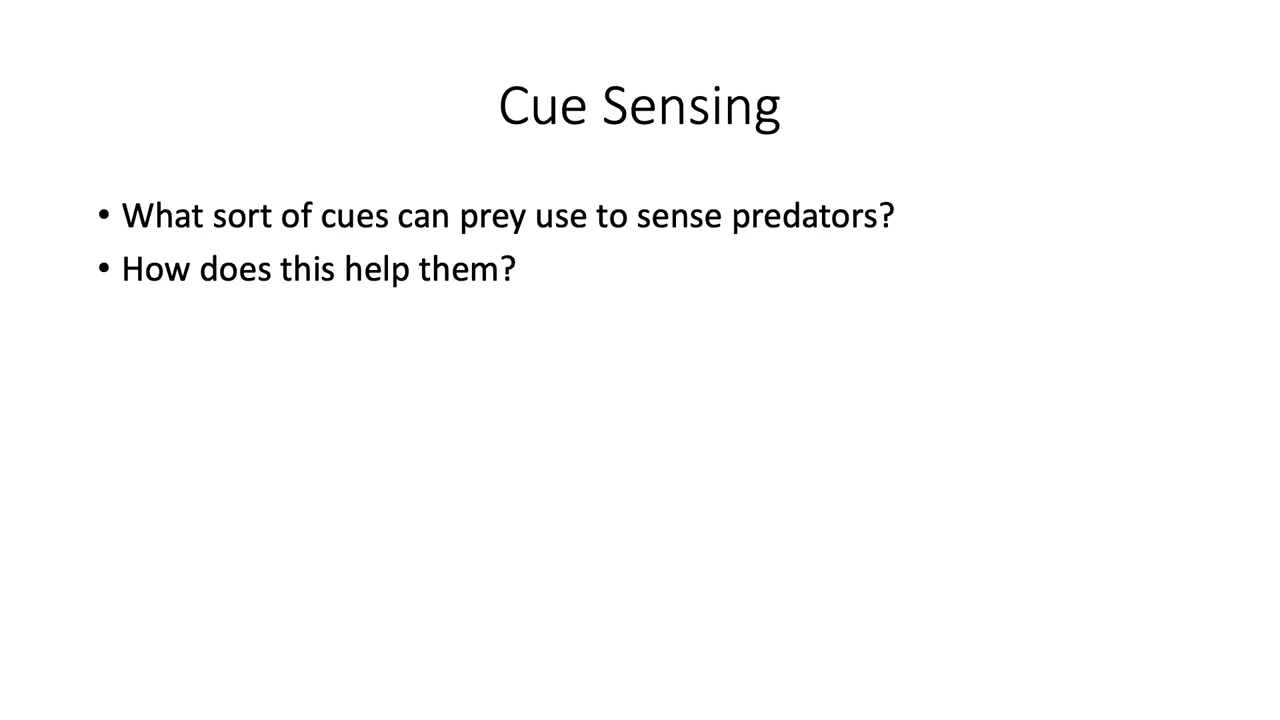 Cue Sensing
• What sort of cues can prey use to sense predators?
• How does this help them?